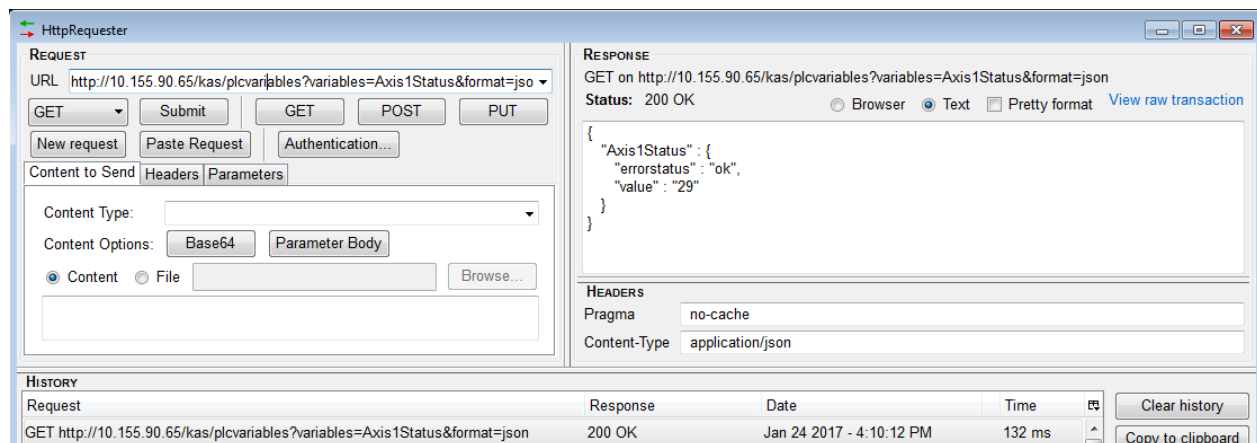 HttpRequester
REQUEST
URL http://10.155.90.65/kas/plcvariables?variables=Axis1Status&format=jso
GET Submit GET POST PUT
New request Paste Request Authentication...
Content to Send Headers Parameters
Content Type:
Content Options: Base64 Parameter Body
Content File Browse...
RESPONSE
GET on http://10.155.90.65/kas/plcvariables?variables=Axis1Status&format=json
Status: 200 OK Browser Text Pretty format View raw transaction
{
"Axis1Status" : {
"errorstatus" : "ok",
"value" : "29"
}
}
HEADERS
Pragma no-cache
Content-Type application/json
HISTORY
Request Response Date Time Clear history
GET http://10.155.90.65/kas/plcvariables?variables=Axis1Status&format=json 200 OK Jan 24 2017 - 4:10:12 PM 132 ms Copy to clipboard